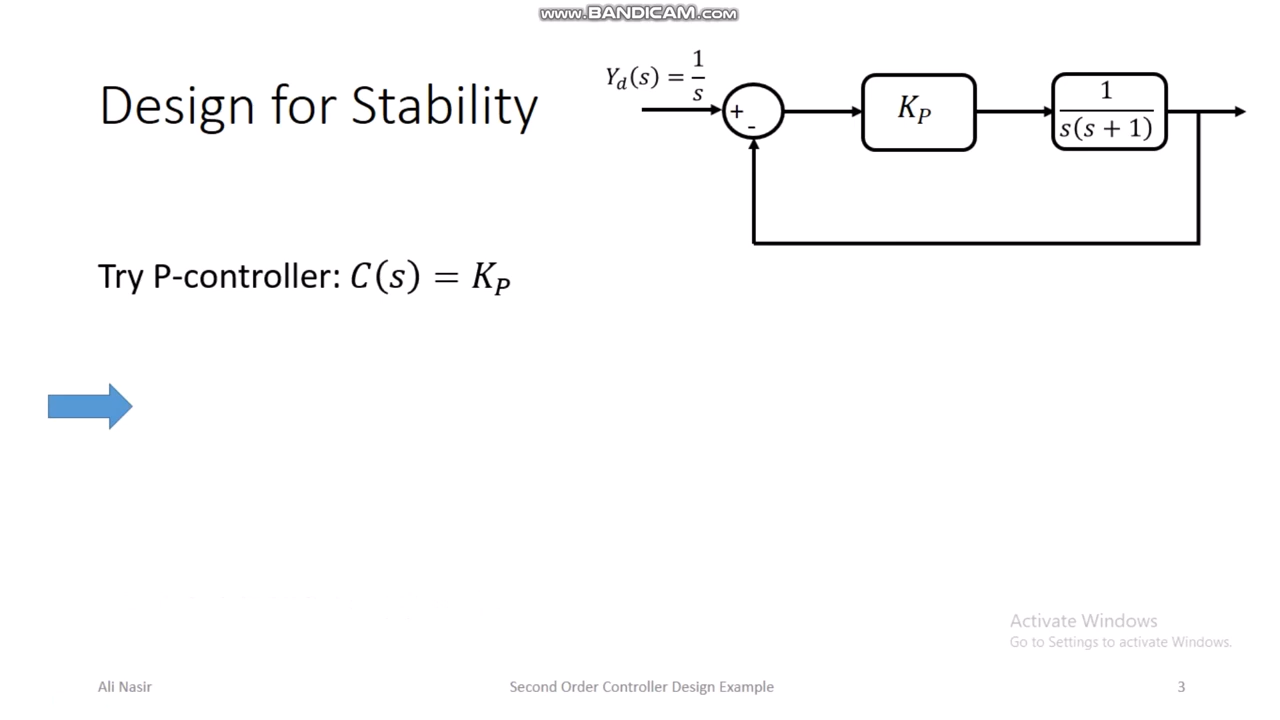 www.BANDICAM.com
Design for Stability
Y_d(s) = 1/s
+
-
K_P
1/s(s + 1)
Try P-controller: C(s) = K_P
Activate Windows
Go to Settings to activate Windows.
Ali Nasir
Second Order Controller Design Example
3